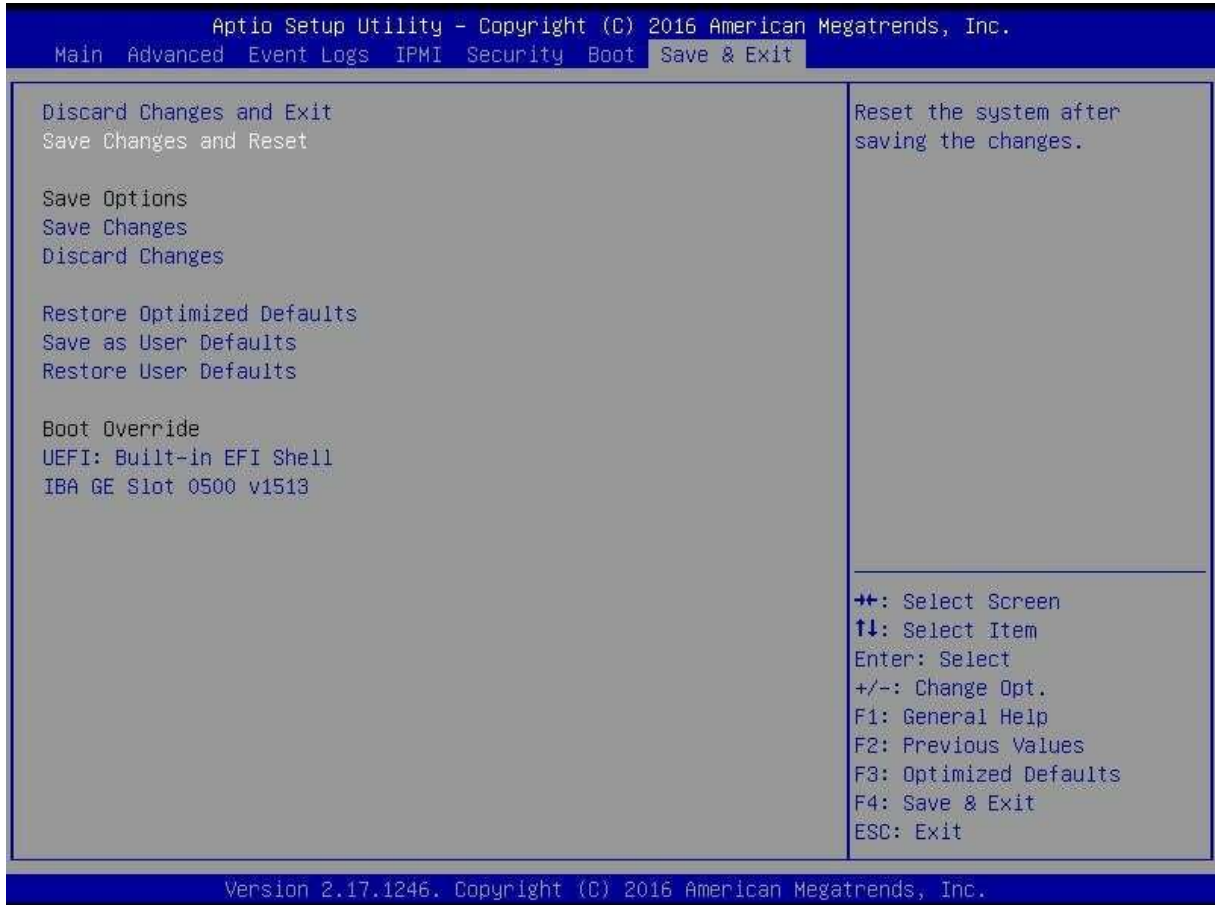 Aptio Setup Utility – Copyright (C) 2016 American Megatrends, Inc.
Main Advanced Event Logs IPMI Security Boot Save & Exit
Discard Changes and Exit
Save Changes and Reset
Save Options
Save Changes
Discard Changes
Restore Optimized Defaults
Save as User Defaults
Restore User Defaults
Boot Override
UEFI: Built-in EFI Shell
IBA GE Slot 0500 v1513
Reset the system after
saving the changes.
→←: Select Screen
↑↓: Select Item
Enter: Select
+/-: Change Opt.
F1: General Help
F2: Previous Values
F3: Optimized Defaults
F4: Save & Exit
ESC: Exit
Version 2.17.1246. Copyright (C) 2016 American Megatrends, Inc.